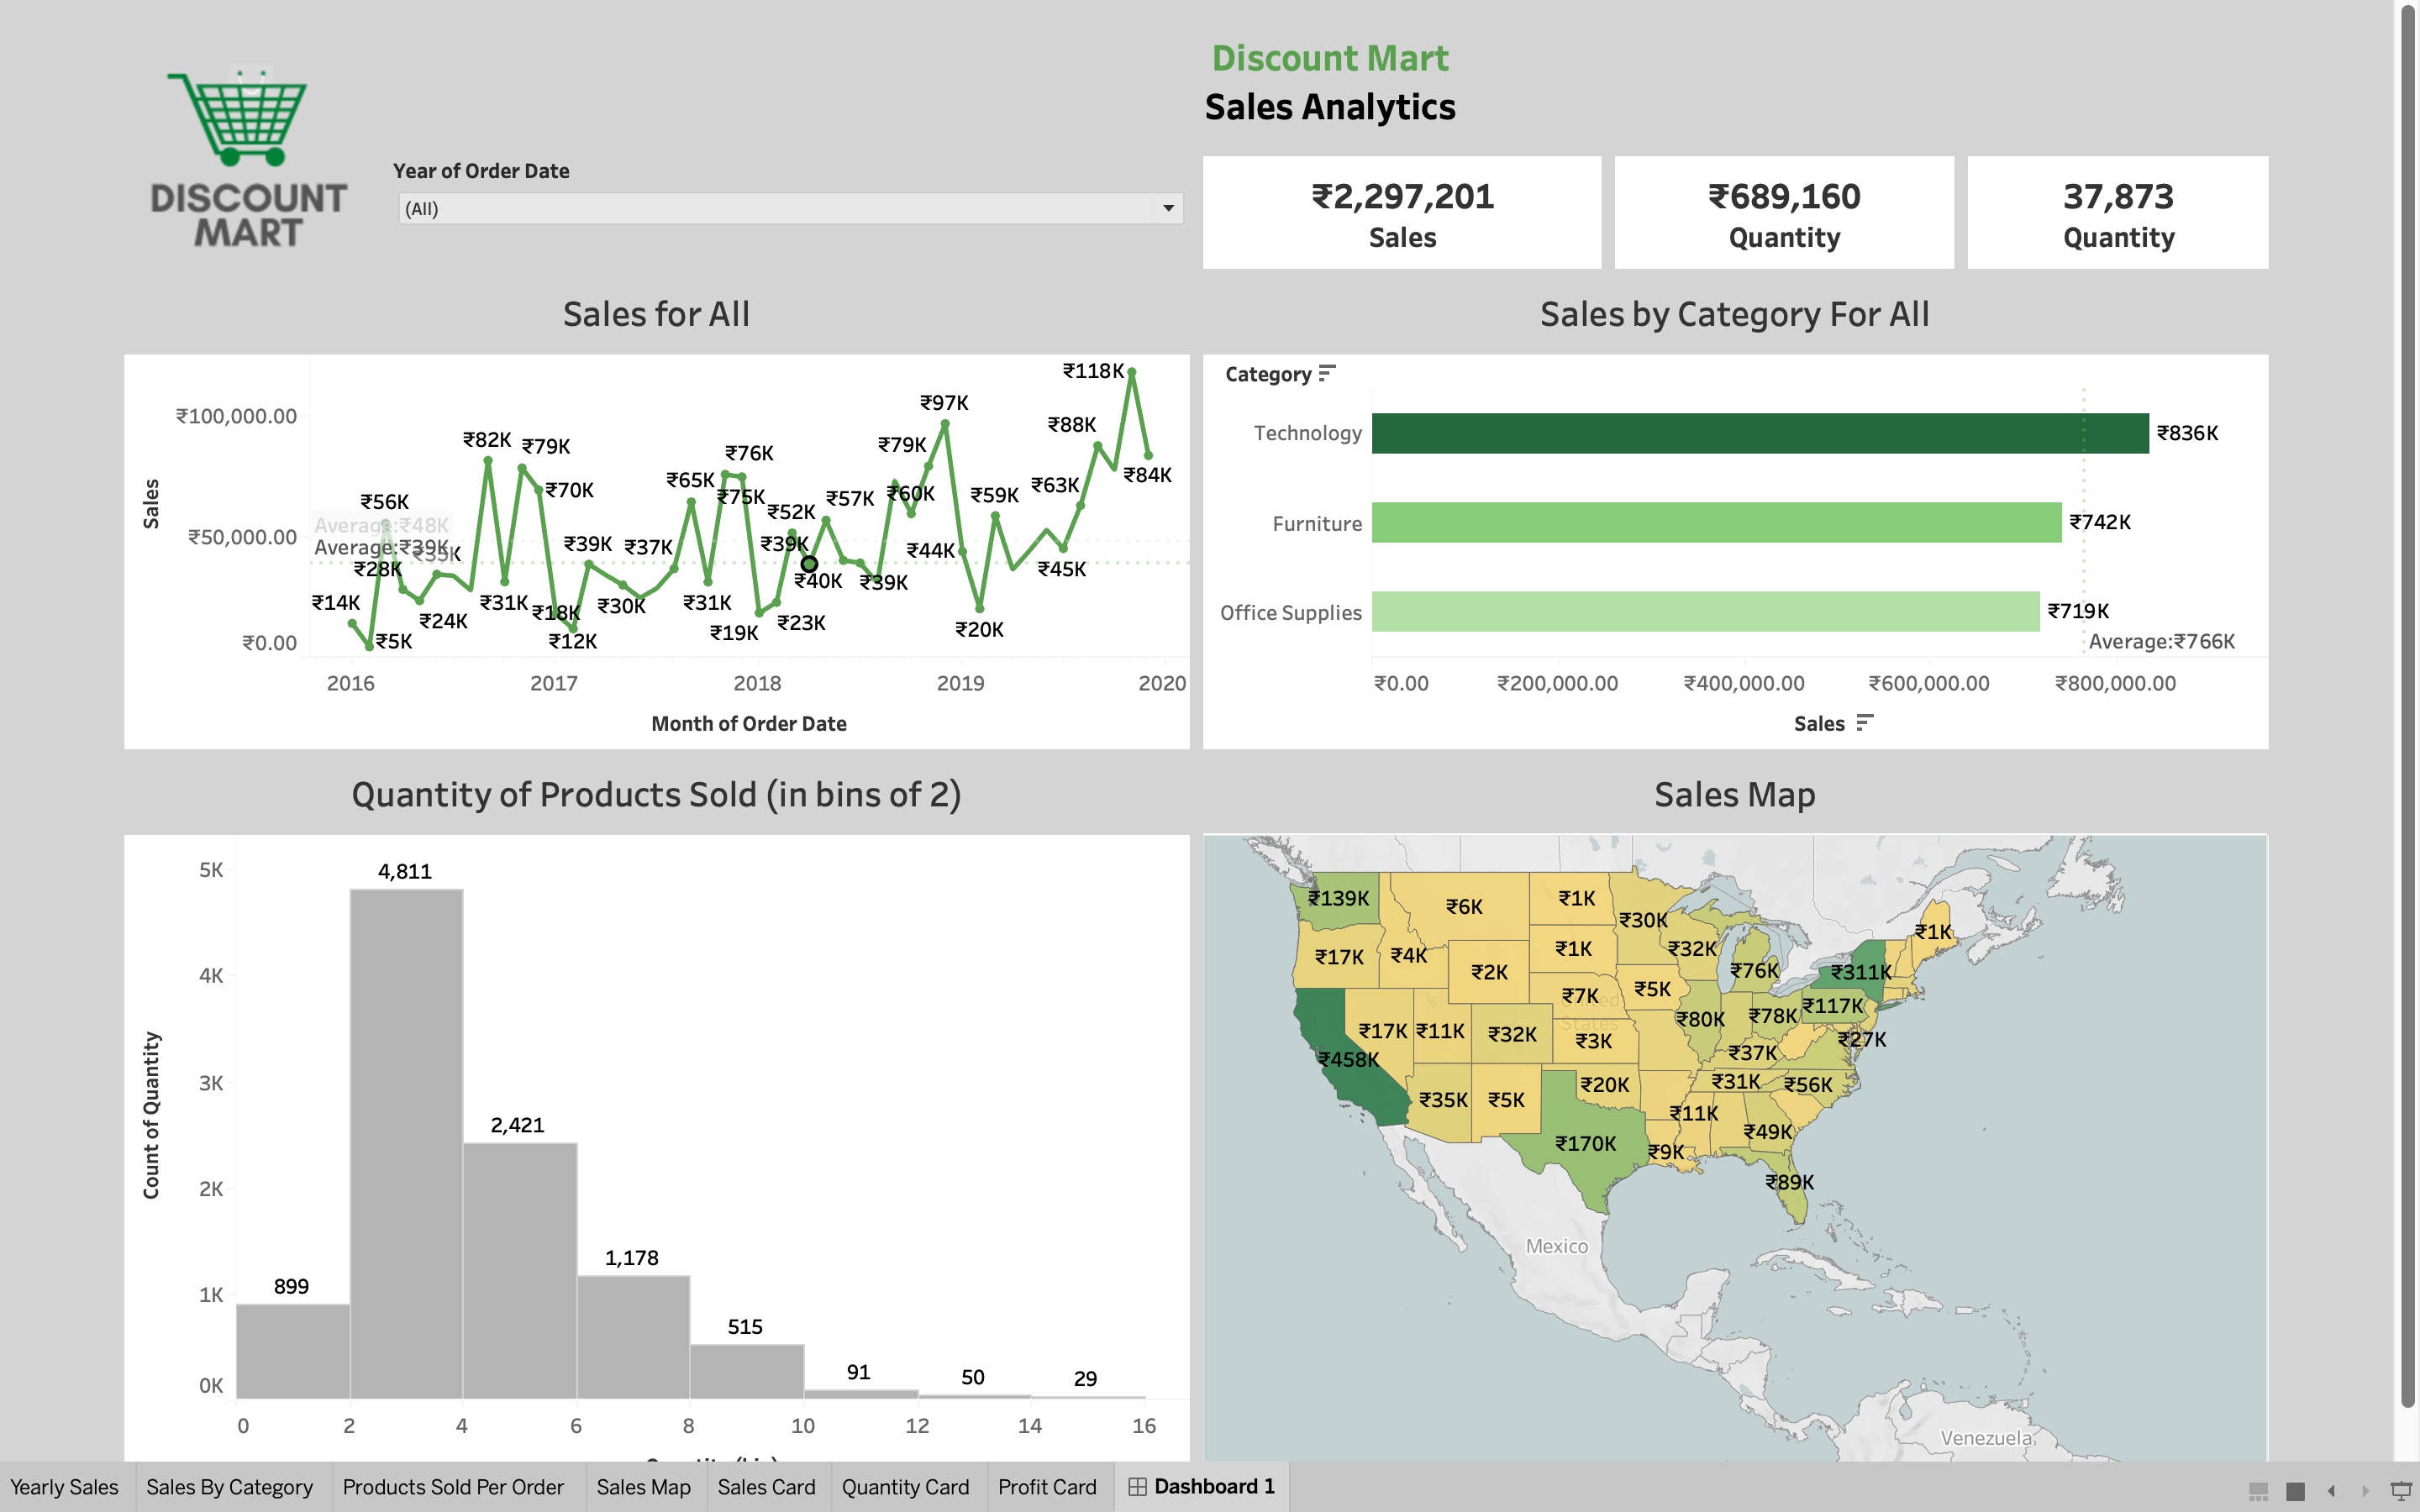 Discount Mart
Sales Analytics
DISCOUNT
MART
Year of Order Date
(All)
₹2,297,201
Sales
₹689,160
Quantity
37,873
Quantity
Sales for All
₹100,000.00
₹50,000.00
₹0.00
Sales
Average:₹48K
Average:₹39K
₹14K
₹5K
₹56K
₹28K
₹24K
₹35K
₹82K
₹31K
₹79K
₹70K
₹18K
₹12K
₹39K
₹30K
₹37K
₹65K
₹31K
₹76K
₹75K
₹19K
₹23K
₹52K
₹39K
₹40K
₹57K
₹39K
₹79K
₹60K
₹97K
₹44K
₹20K
₹59K
₹45K
₹63K
₹88K
₹118K
₹84K
2016
2017
2018
2019
2020
Month of Order Date
Sales by Category For All
Category
Technology
₹836K
Furniture
₹742K
Office Supplies
₹719K
Average:₹766K
₹0.00
₹200,000.00
₹400,000.00
₹600,000.00
₹800,000.00
Sales
Quantity of Products Sold (in bins of 2)
5K
4K
3K
2K
1K
0K
Count of Quantity
899
4,811
2,421
1,178
515
91
50
29
0
2
4
6
8
10
12
14
16
Sales Map
₹139K
₹6K
₹1K
₹30K
₹1K
₹17K
₹4K
₹2K
₹1K
₹32K
₹76K
₹311K
₹7K
₹5K
₹117K
United
States
₹17K
₹11K
₹32K
₹3K
₹80K
₹78K
₹27K
₹458K
₹37K
₹35K
₹5K
₹20K
₹31K
₹56K
₹11K
₹170K
₹49K
₹9K
₹89K
Mexico
Venezuela
Yearly Sales
Sales By Category
Products Sold Per Order
Sales Map
Sales Card
Quantity Card
Profit Card
Dashboard 1